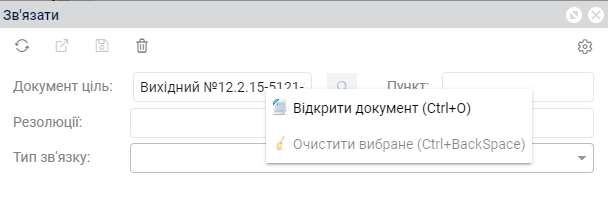 Зв'язати
Документ ціль: Вихідний №12.2.15-5121- Пункт:
Відкрити документ (Ctrl+O)
Резолюції:
Очистити вибране (Ctrl+BackSpace)
Тип зв'язку: